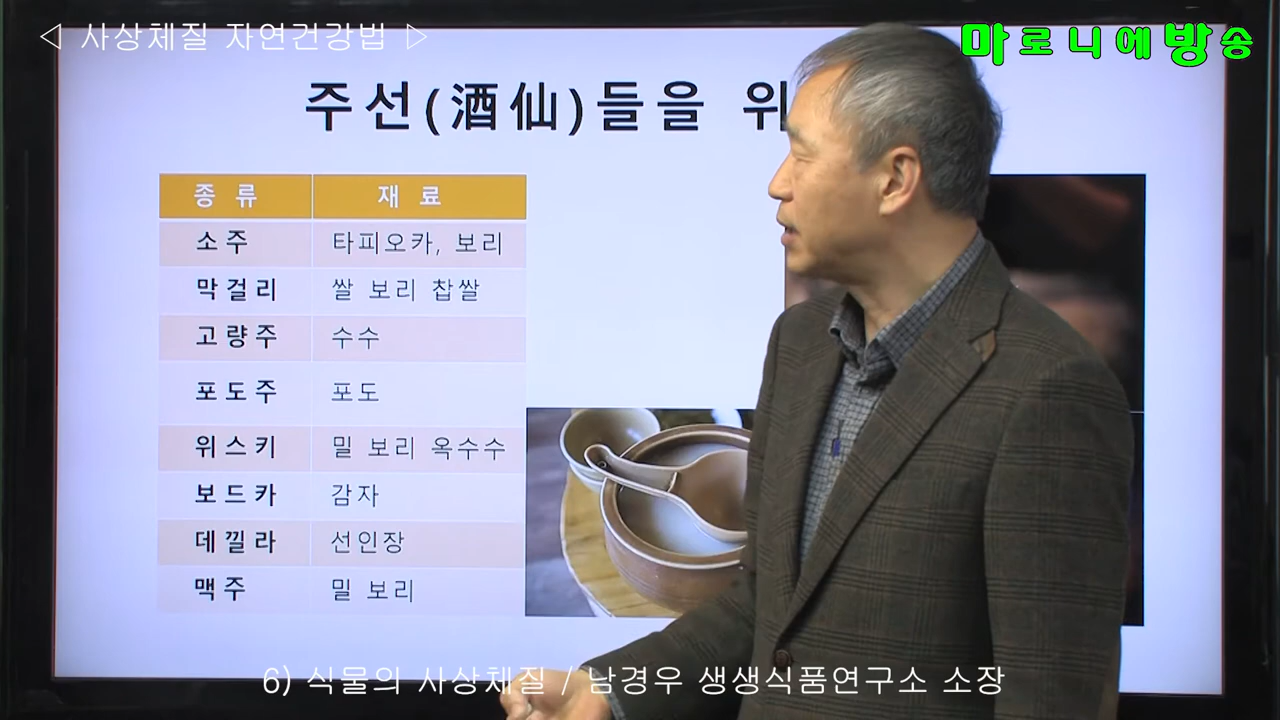 ◁ 사상체질 자연건강법 ▷
마로니에방송
주선(酒仙)들을 위
종 류 재 료
소주 타피오카, 보리
막걸리 쌀 보리 찹쌀
고량주 수수
포도주 포도
위스키 밀 보리 옥수수
보드카 감자
데낄라 선인장
맥주 밀 보리
6) 식물의 사상체질 / 남경우 생생식품연구소 소장